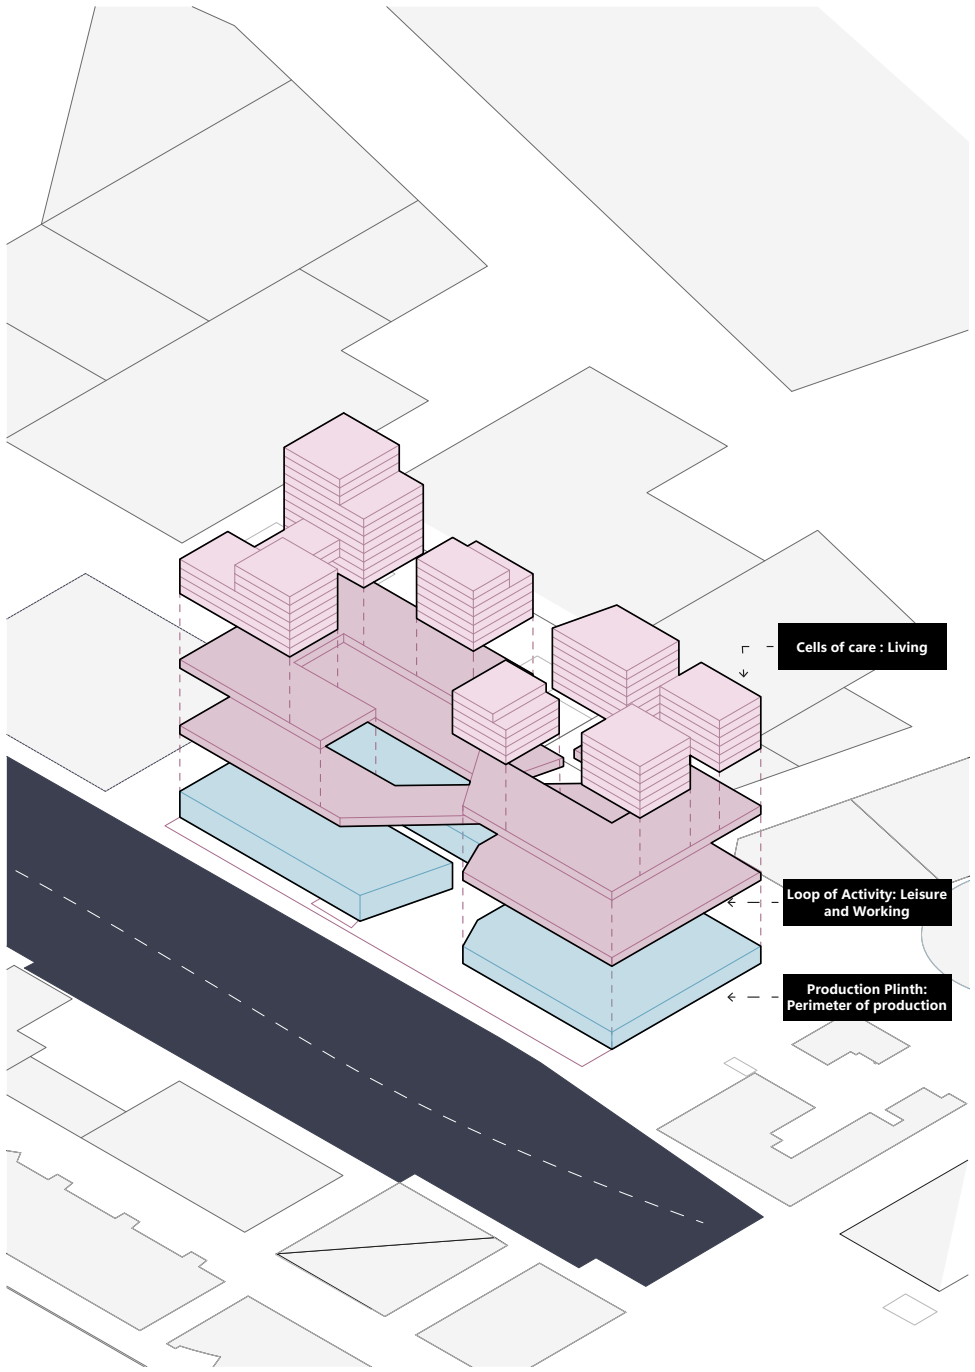 Cells of care : Living
Loop of Activity: Leisure
and Working
Production Plinth:
Perimeter of production